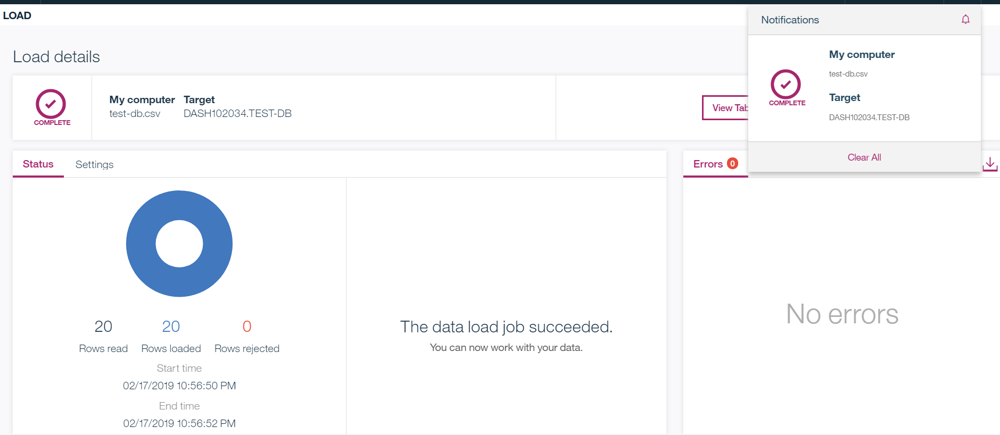 LOAD
Load details
COMPLETE
My computer Target
test-db.csv DASH102034.TEST-DB
View Tab
Notifications
My computer
test-db.csv
COMPLETE
Target
DASH102034.TEST-DB
Clear All
Status Settings
20 20 0
Rows read Rows loaded Rows rejected
Start time
02/17/2019 10:56:50 PM
End time
02/17/2019 10:56:52 PM
The data load job succeeded.
You can now work with your data.
Errors 0
No errors